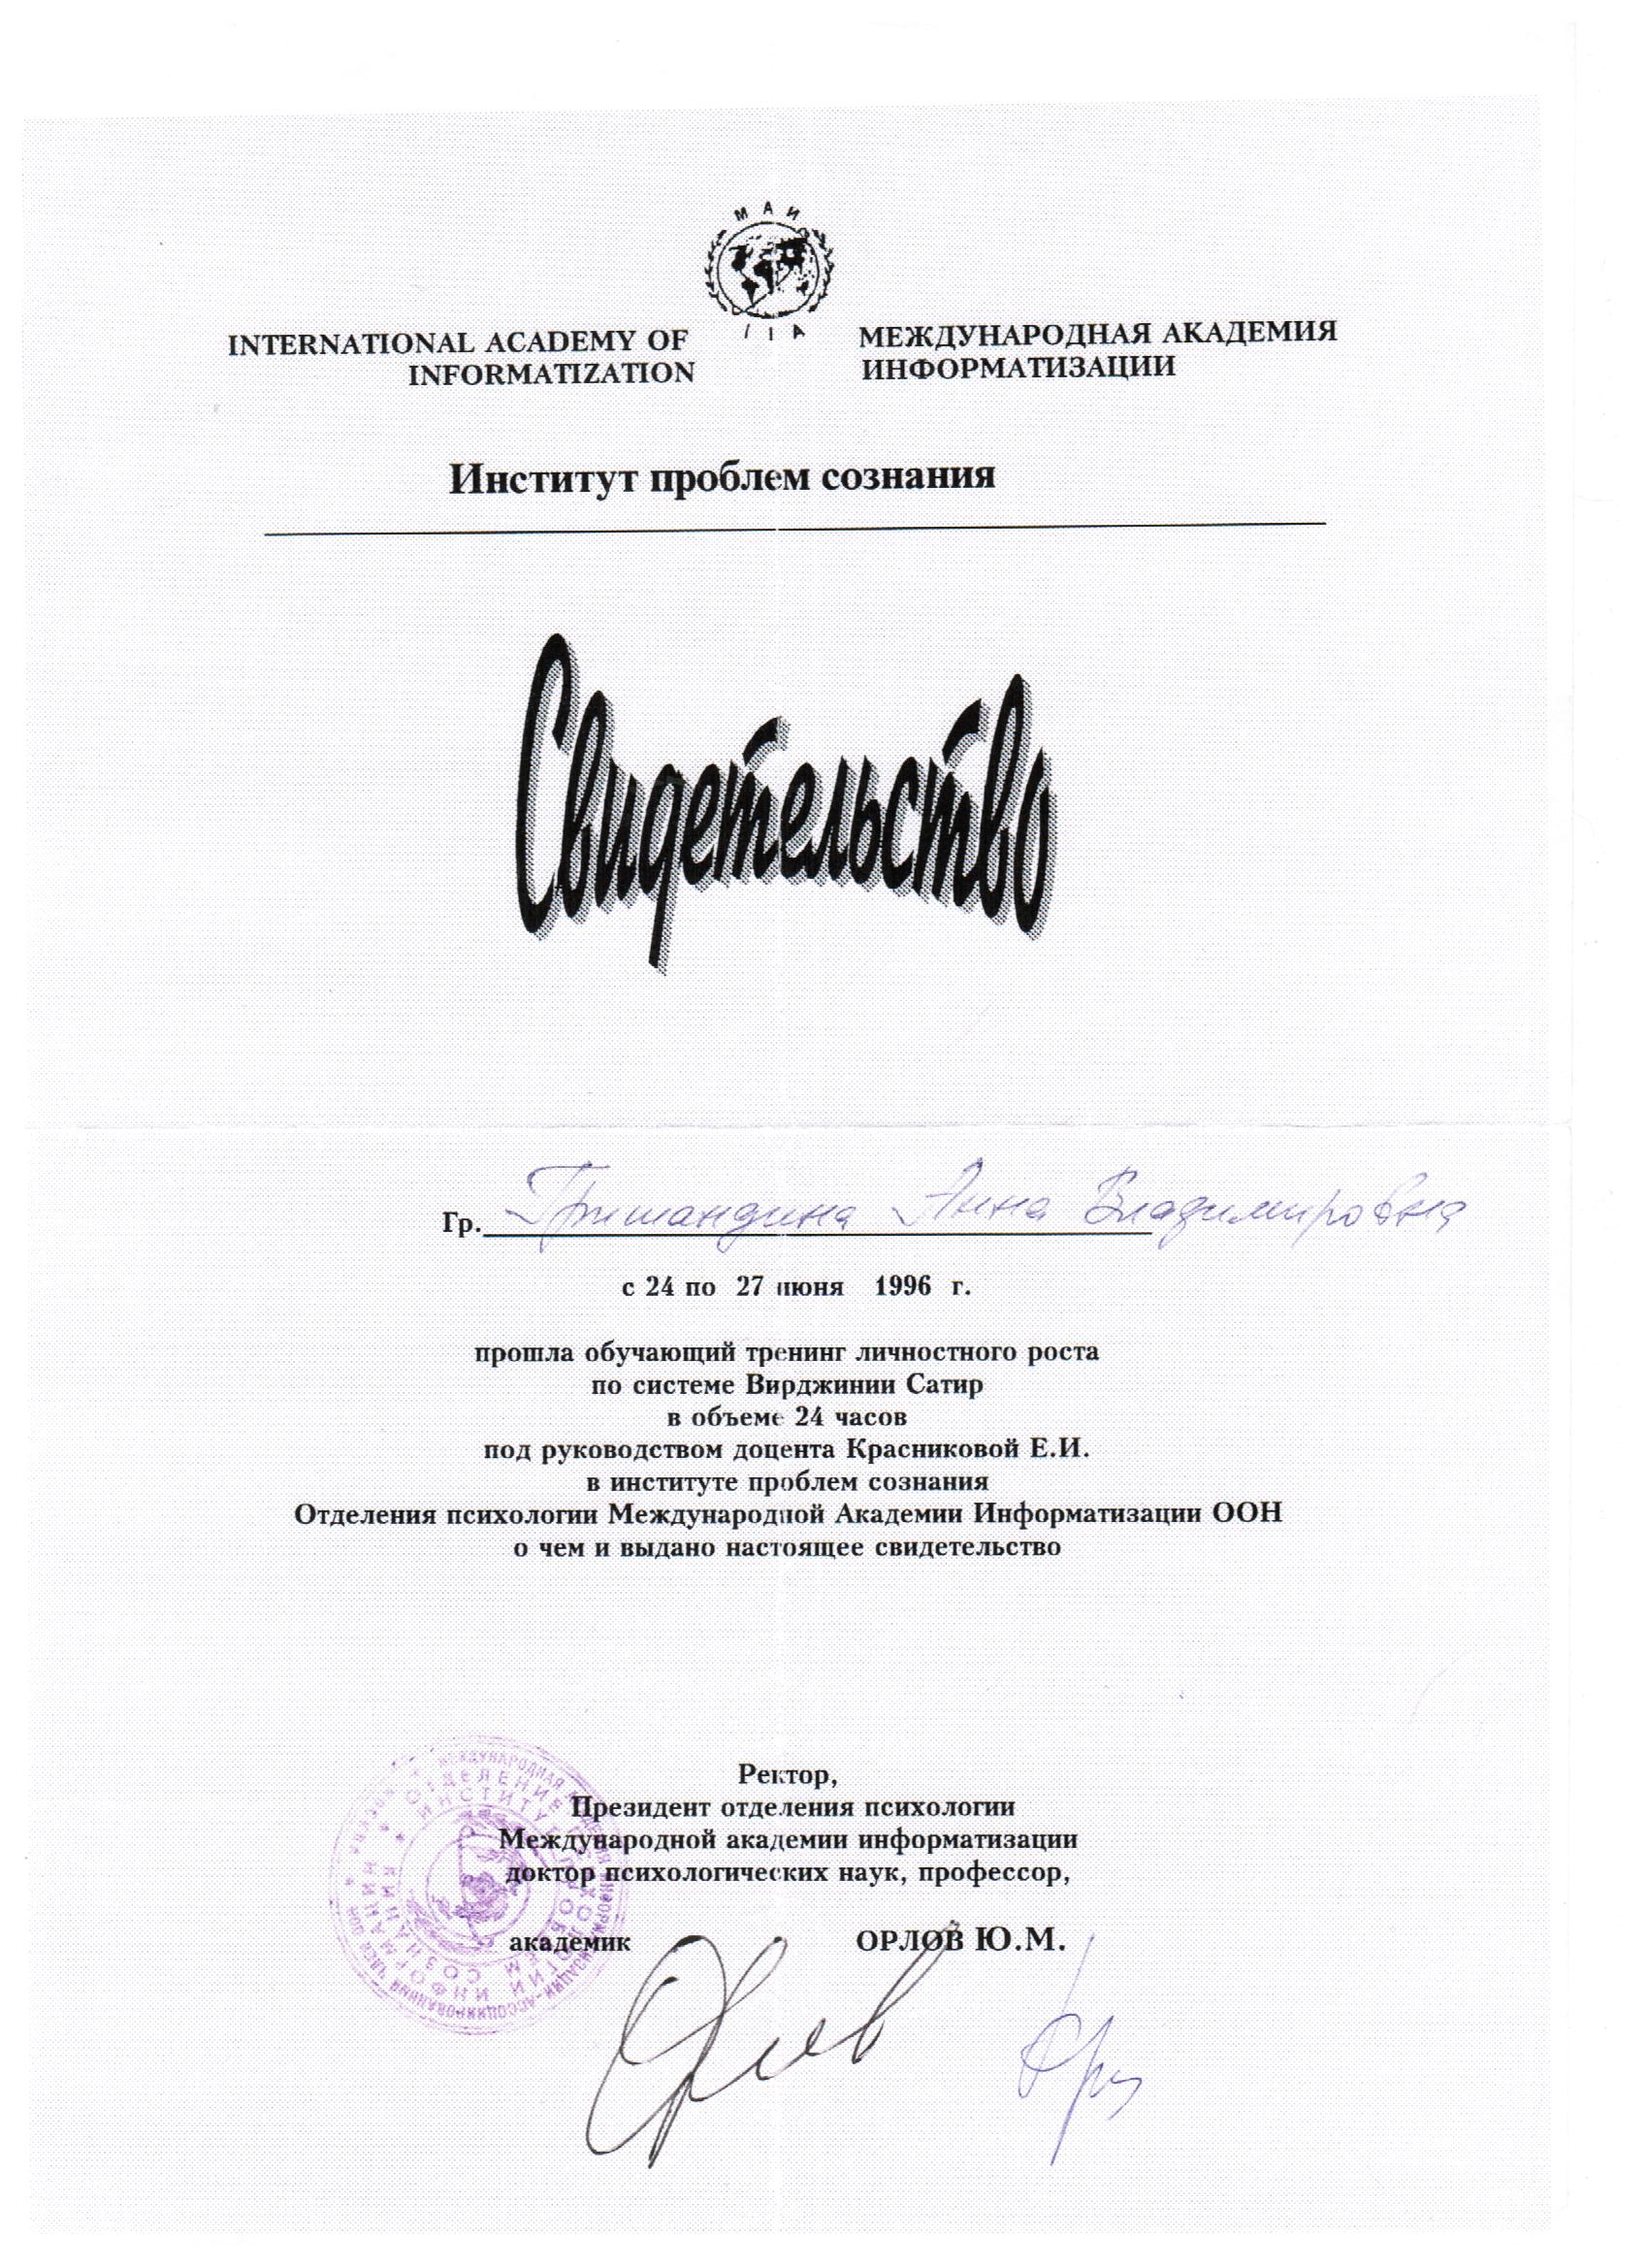 МАИ
IIA
INTERNATIONAL ACADEMY OF INFORMATIZATION
МЕЖДУНАРОДНАЯ АКАДЕМИЯ ИНФОРМАТИЗАЦИИ
Институт проблем сознания
Свидетельство
Гр. Анна Владимировна
с 24 по 27 июня 1996 г.
прошла обучающий тренинг личностного роста
по системе Вирджинии Сатир
в объеме 24 часов
под руководством доцента Красниковой Е.И.
в институте проблем сознания
Отделения психологии Международной Академии Информатизации ООН
о чем и выдано настоящее свидетельство
Ректор,
Президент отделения психологии
Международной академии информатизации
доктор психологических наук, профессор,
академик ОРЛОВ Ю.М.